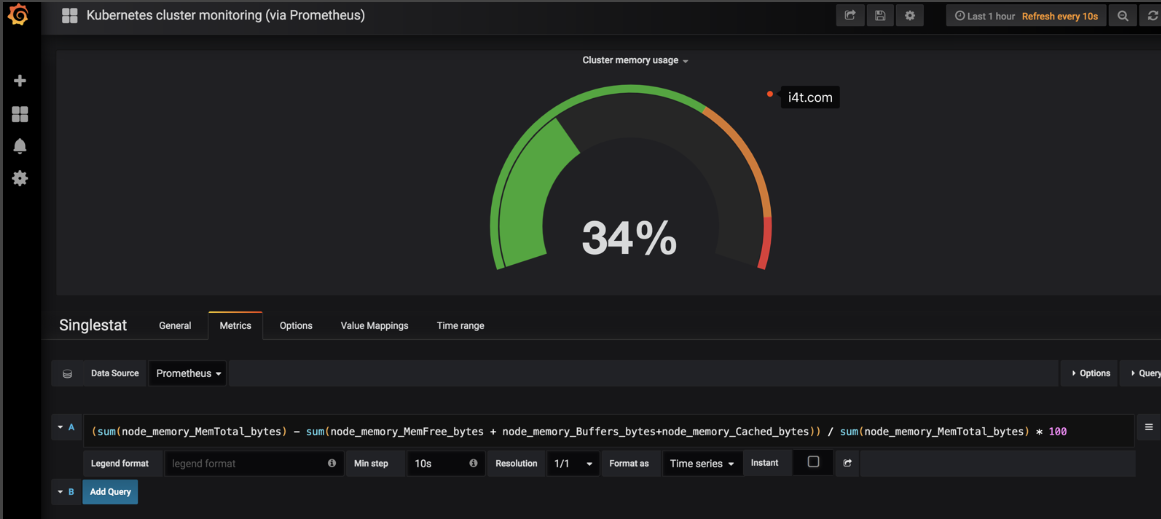 Kubernetes cluster monitoring (via Prometheus)
Last 1 hour Refresh every 10s
Cluster memory usage
i4t.com
34%
Singlestat General Metrics Options Value Mappings Time range
Data Source Prometheus Options Query
A (sum(node_memory_MemTotal_bytes) - sum(node_memory_MemFree_bytes + node_memory_Buffers_bytes+node_memory_Cached_bytes)) / sum(node_memory_MemTotal_bytes) * 100
Legend format legend format Min step 10s Resolution 1/1 Format as Time series Instant
B Add Query